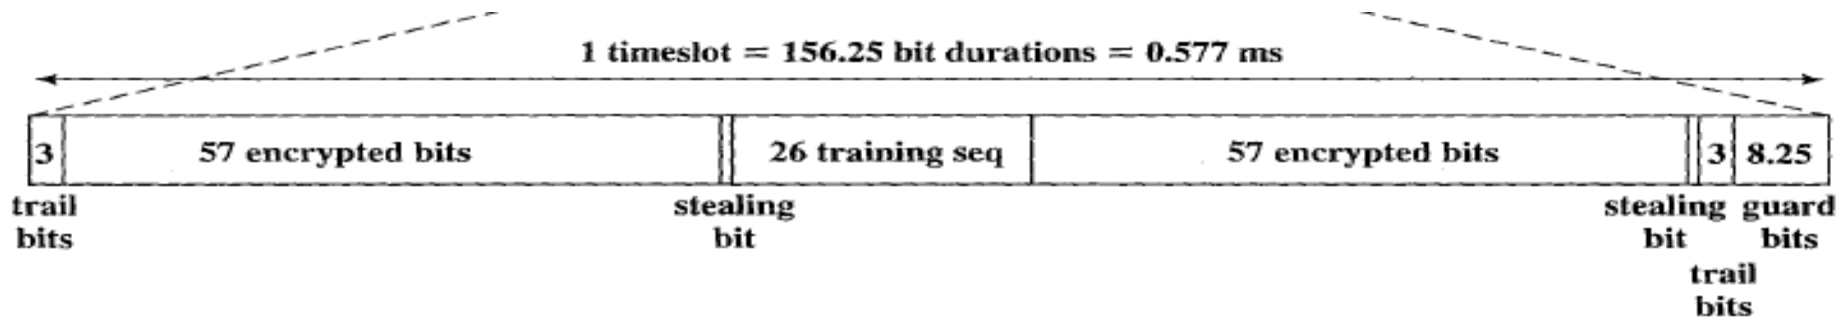 1 timeslot = 156.25 bit durations = 0.577 ms
3 57 encrypted bits 26 training seq 57 encrypted bits 3 8.25
trail bits
stealing bit
stealing bit
guard bits
trail bits